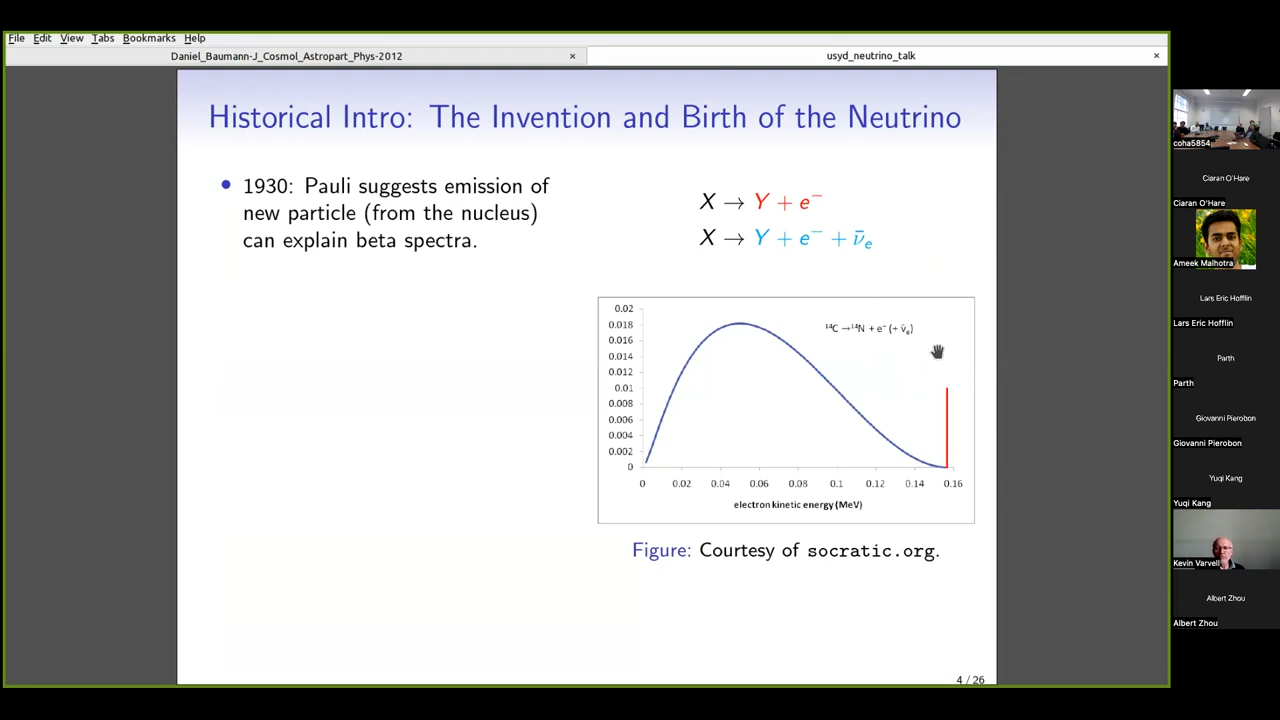 File Edit View Tabs Bookmarks Help
Daniel_Baumann-J_Cosmol_Astropart_Phys-2012 × usyd_neutrino_talk ×
Historical Intro: The Invention and Birth of the Neutrino
• 1930: Pauli suggests emission of
new particle (from the nucleus)
can explain beta spectra.
X → Y + e⁻
X → Y + e⁻ + ν̄ₑ
0.02
0.018
0.016
0.014
0.012
0.01
0.008
0.006
0.004
0.002
0
¹⁴C →¹⁴N + e⁻ (+ ν̄ₑ)
0 0.02 0.04 0.06 0.08 0.1 0.12 0.14 0.16
electron kinetic energy (MeV)
Figure: Courtesy of socratic.org.
4 / 26
coha5854
Ciaran O'Hare
Ciaran O'Hare
Ameek Malhotra
Lars Eric Hofflin
Lars Eric Hofflin
Parth
Parth
Giovanni Pierobon
Giovanni Pierobon
Yuqi Kang
Yuqi Kang
Kevin Varvell
Albert Zhou
Albert Zhou